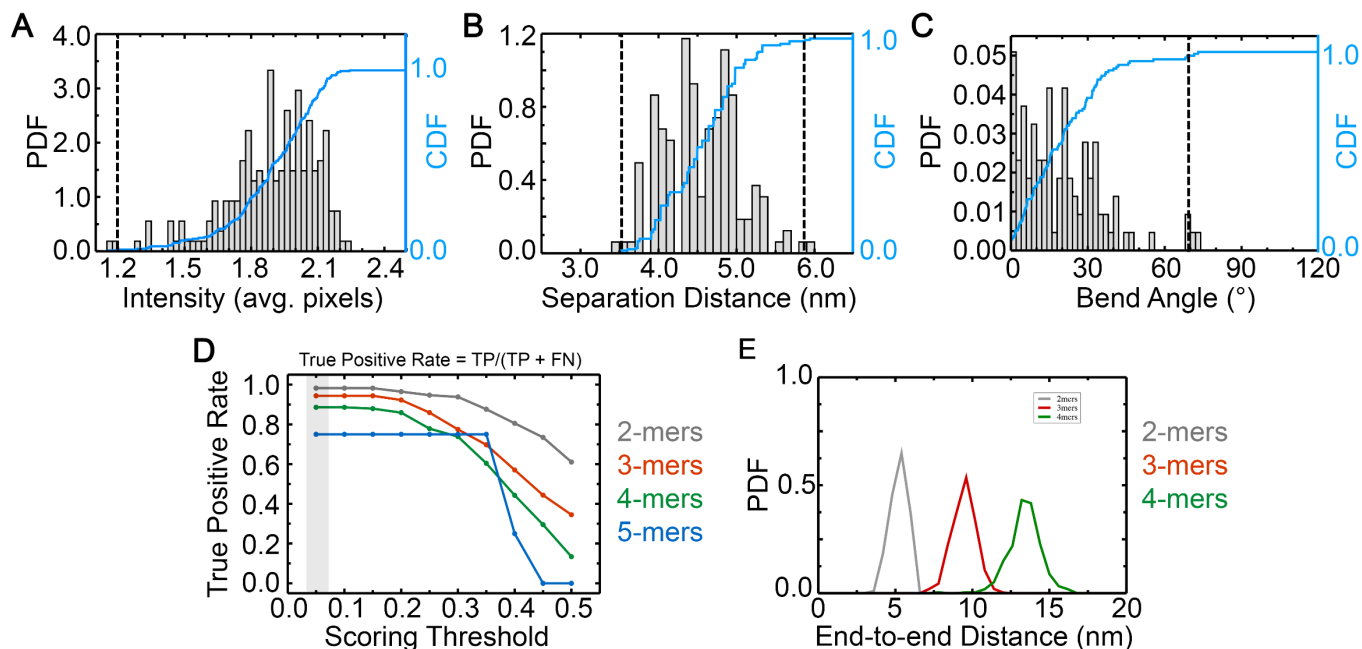 A
PDF
4.0
3.0
2.0
1.0
0.0
1.2
1.5
1.8
2.1
2.4
Intensity (avg. pixels)
1.0
0.0
CDF
B
PDF
1.2
0.8
0.4
0.0
3.0
4.0
5.0
6.0
Separation Distance (nm)
1.0
0.0
CDF
C
PDF
0.05
0.04
0.03
0.02
0.01
0.00
0
30
60
90
120
Bend Angle (°)
1.0
0.0
CDF
D
True Positive Rate = TP/(TP + FN)
True Positive Rate
1.0
0.8
0.6
0.4
0.2
0.0
0.0
0.1
0.2
0.3
0.4
0.5
Scoring Threshold
2-mers
3-mers
4-mers
5-mers
E
PDF
1.0
0.5
0.0
0
5
10
15
20
End-to-end Distance (nm)
2mers
3mers
4mers
2-mers
3-mers
4-mers